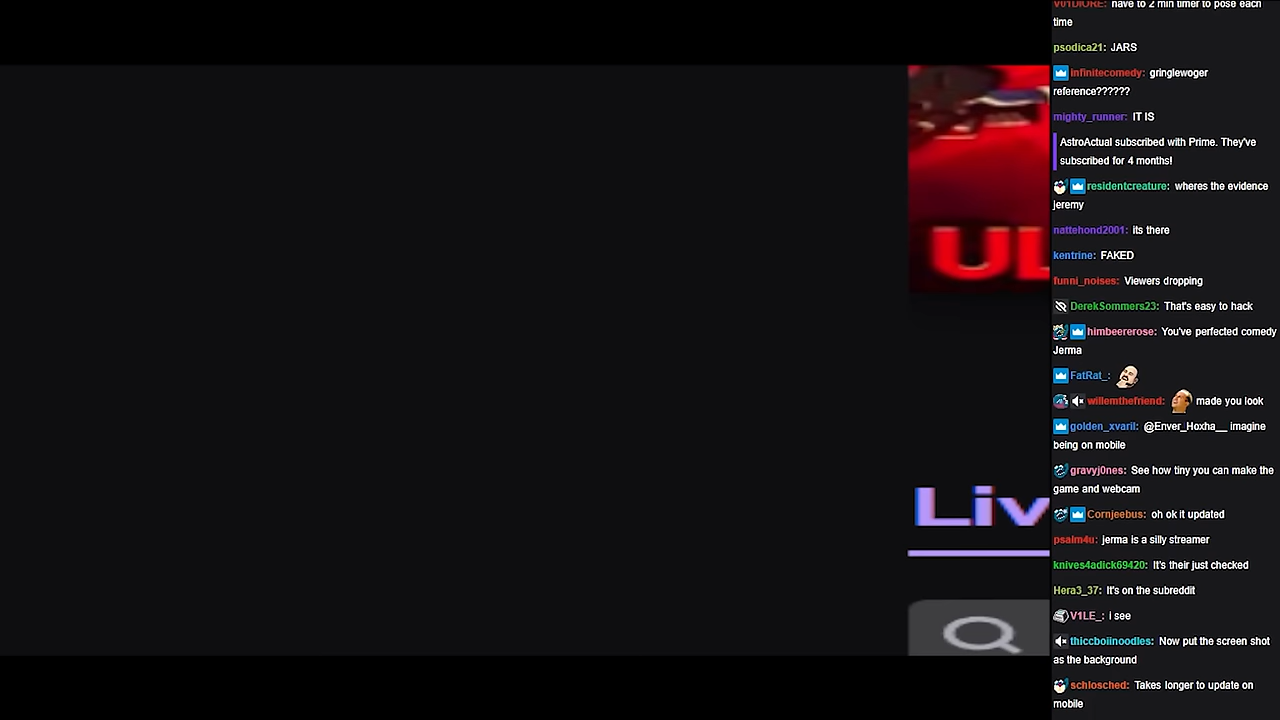 UL
Liv
V01DIORE: have to 2 min timer to pose each
time
psodica21: JARS
infinitecomedy: gringlewoger
reference??????
mighty_runner: IT IS
AstroActual subscribed with Prime. They've
subscribed for 4 months!
residentcreature: wheres the evidence
jeremy
nattehond2001: its there
kentrine: FAKED
funni_noises: Viewers dropping
DerekSommers23: That's easy to hack
himbeererose: You've perfected comedy
Jerma
FatRat_:
willemthefriend: made you look
golden_xvaril: @Enver_Hoxha__ imagine
being on mobile
gravyj0nes: See how tiny you can make the
game and webcam
Cornjeebus: oh ok it updated
psalm4u: jerma is a silly streamer
knives4adick69420: It's their just checked
Hera3_37: It's on the subreddit
V1LE_: I see
thiccboiinoodles: Now put the screen shot
as the background
schlosched: Takes longer to update on
mobile